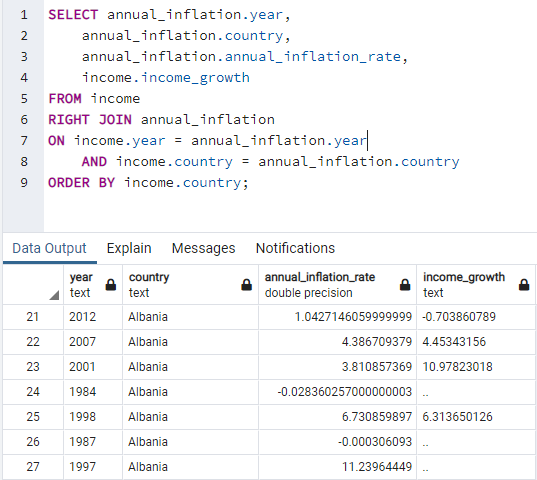 1 SELECT annual_inflation.year,
2 annual_inflation.country,
3 annual_inflation.annual_inflation_rate,
4 income.income_growth
5 FROM income
6 RIGHT JOIN annual_inflation
7 ON income.year = annual_inflation.year
8 AND income.country = annual_inflation.country
9 ORDER BY income.country;
Data Output Explain Messages Notifications
year country annual_inflation_rate income_growth
text text double precision text
21 2012 Albania 1.0427146059999999 -0.703860789
22 2007 Albania 4.386709379 4.45343156
23 2001 Albania 3.810857369 10.97823018
24 1984 Albania -0.028360257000000003 ..
25 1998 Albania 6.730859897 6.313650126
26 1987 Albania -0.000306093 ..
27 1997 Albania 11.23964449 ..